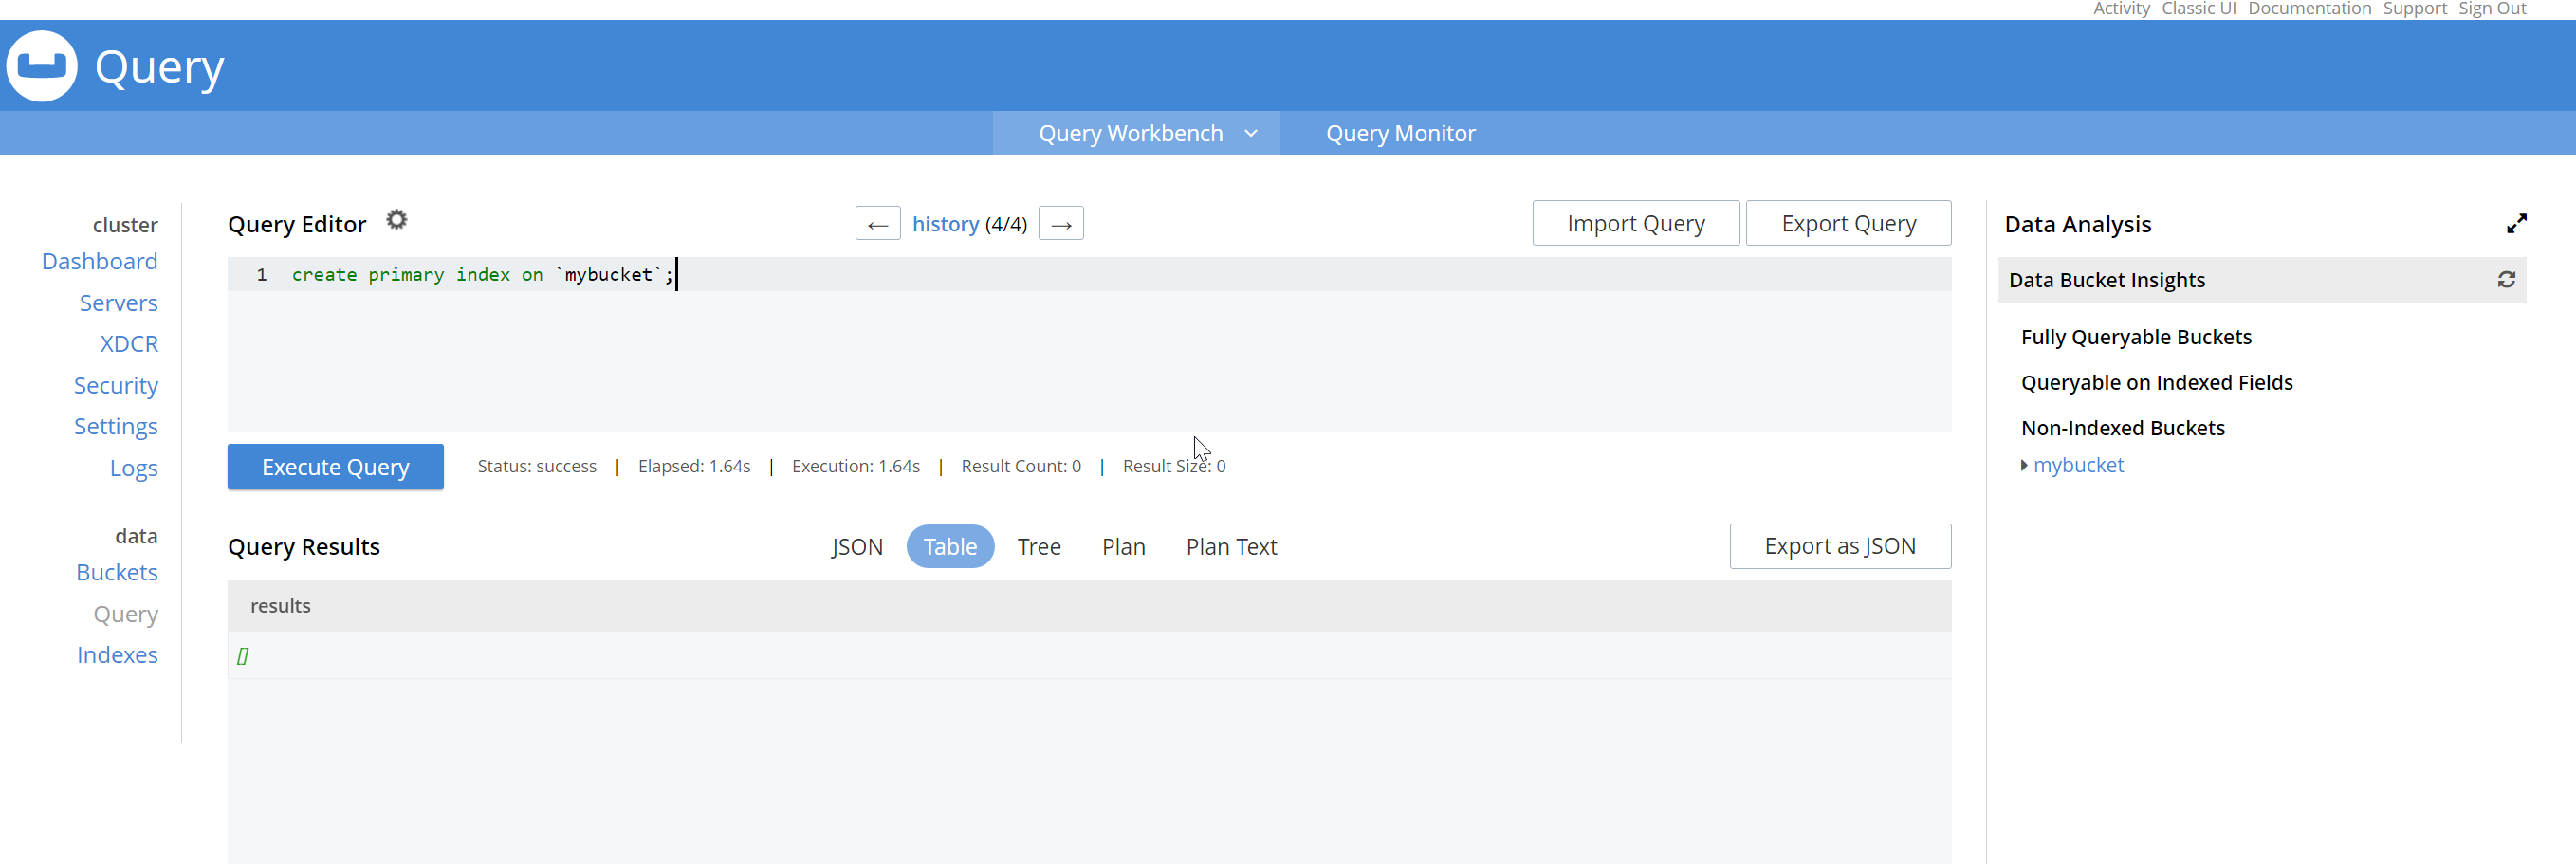 Activity Classic UI Documentation Support Sign Out
Query
Query Workbench Query Monitor
cluster
Dashboard
Servers
XDCR
Security
Settings
Logs
data
Buckets
Query
Indexes
Query Editor
← history (4/4) →
Import Query Export Query
1 create primary index on `mybucket`;
Execute Query Status: success | Elapsed: 1.64s | Execution: 1.64s | Result Count: 0 | Result Size: 0
Query Results JSON Table Tree Plan Plan Text Export as JSON
results
[]
Data Analysis
Data Bucket Insights
Fully Queryable Buckets
Queryable on Indexed Fields
Non-Indexed Buckets
mybucket